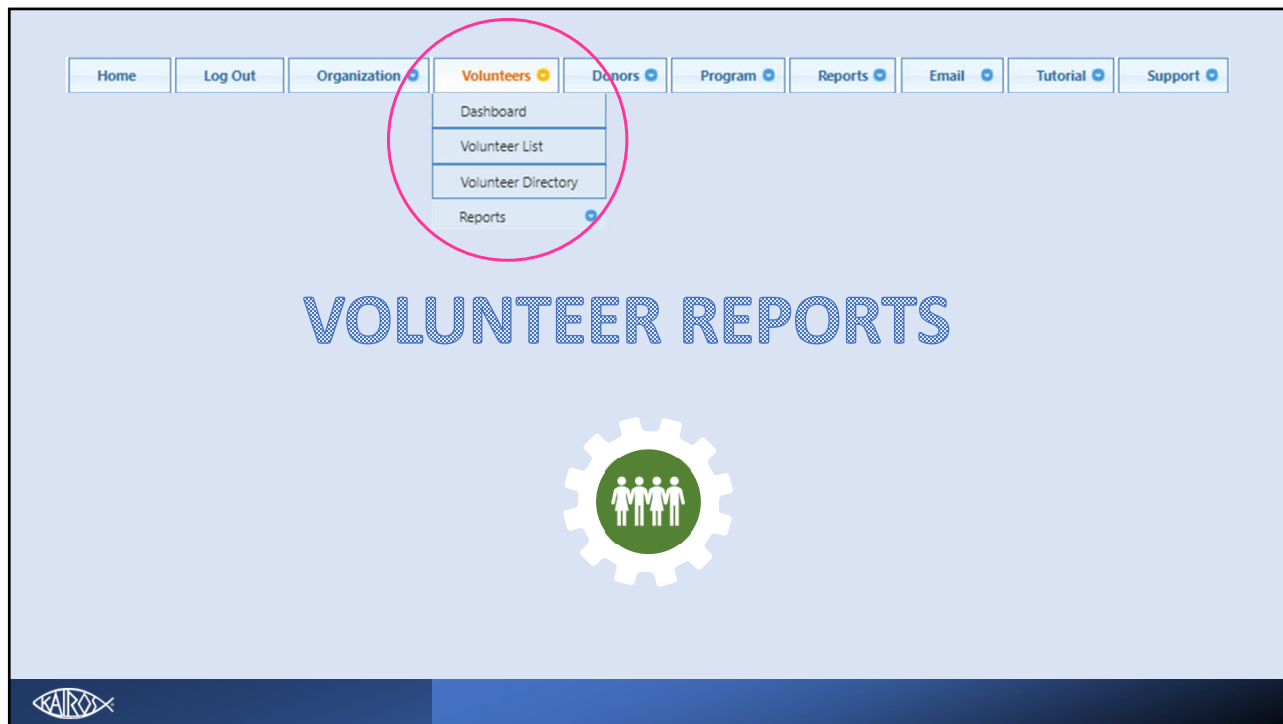 Home Log Out Organization Volunteers Donors Program Reports Email Tutorial Support
Dashboard
Volunteer List
Volunteer Directory
Reports
VOLUNTEER REPORTS
KAIROS